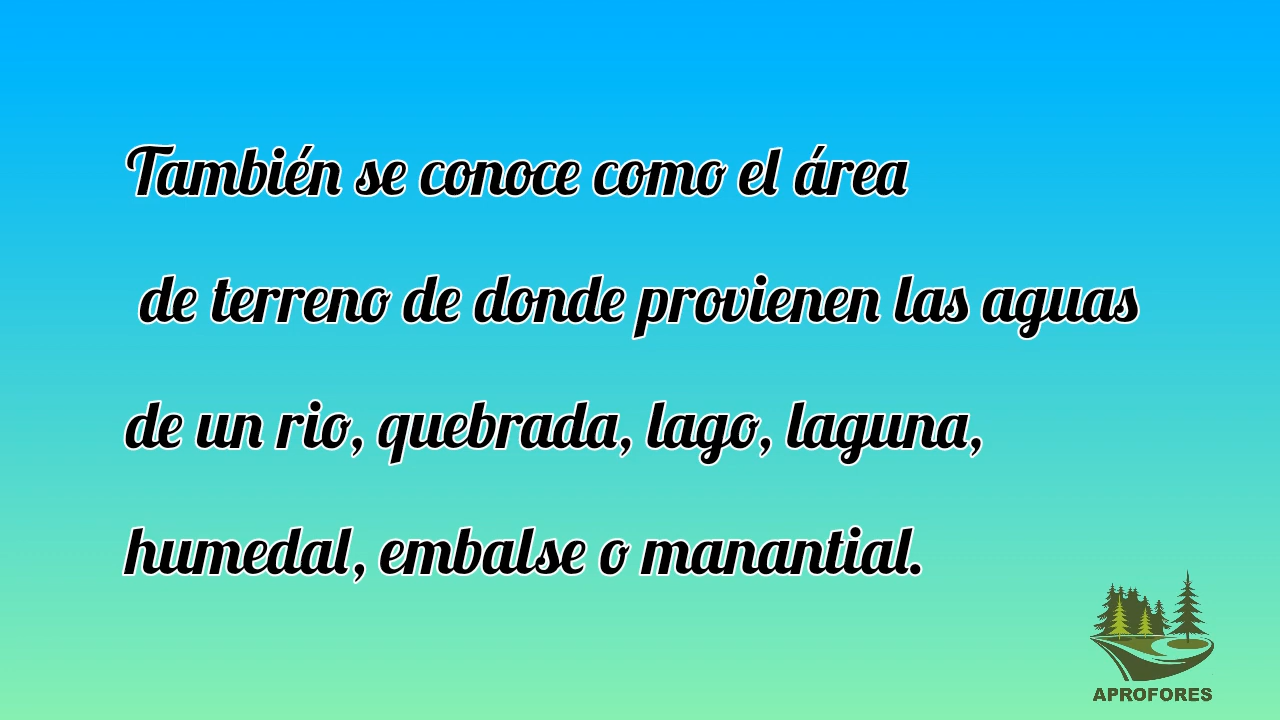 También se conoce como el área
de terreno de donde provienen las aguas
de un rio, quebrada, lago, laguna,
humedal, embalse o manantial.
APROFORES